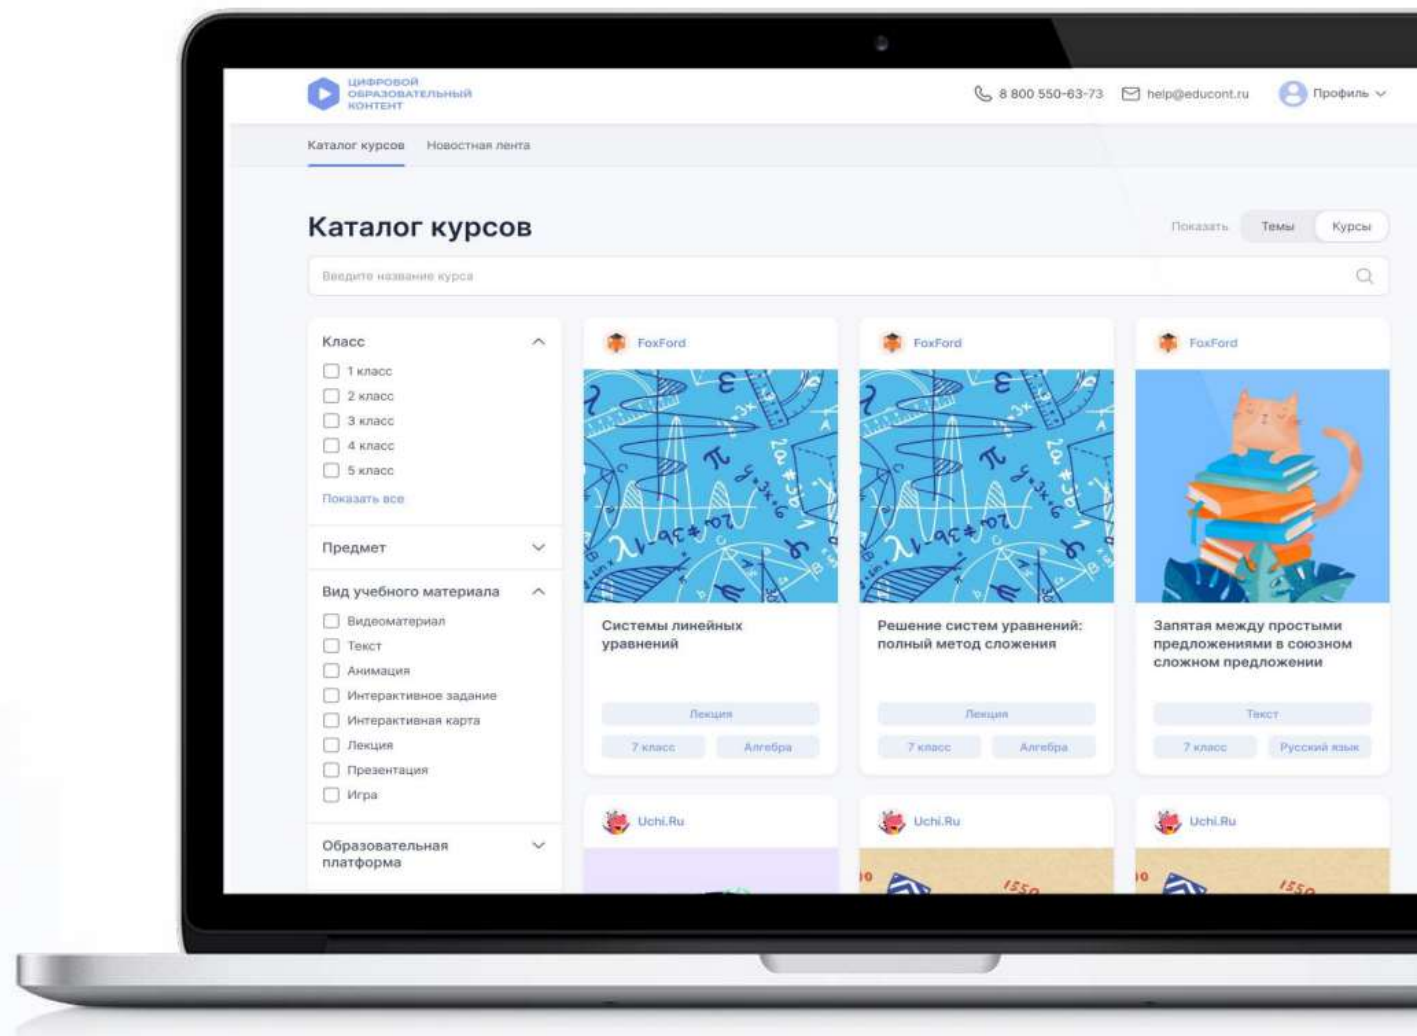 ЦИФРОВОЙ
ОБРАЗОВАТЕЛЬНЫЙ
КОНТЕНТ
8 800 550-63-73
help@educont.ru
Профиль
Каталог курсов
Новостная лента
Каталог курсов
Показать
Темы
Курсы
Введите название курса
Класс
1 класс
2 класс
3 класс
4 класс
5 класс
Показать все
Предмет
Вид учебного материала
Видеоматериал
Текст
Анимация
Интерактивное задание
Интерактивная карта
Лекция
Презентация
Игра
Образовательная
платформа
FoxFord
Системы линейных
уравнений
Лекция
7 класс
Алгебра
FoxFord
Решение систем уравнений:
полный метод сложения
Лекция
7 класс
Алгебра
FoxFord
Запятая между простыми
предложениями в союзном
сложном предложении
Текст
7 класс
Русский язык
Uchi.Ru
Uchi.Ru
1550
Uchi.Ru
1550